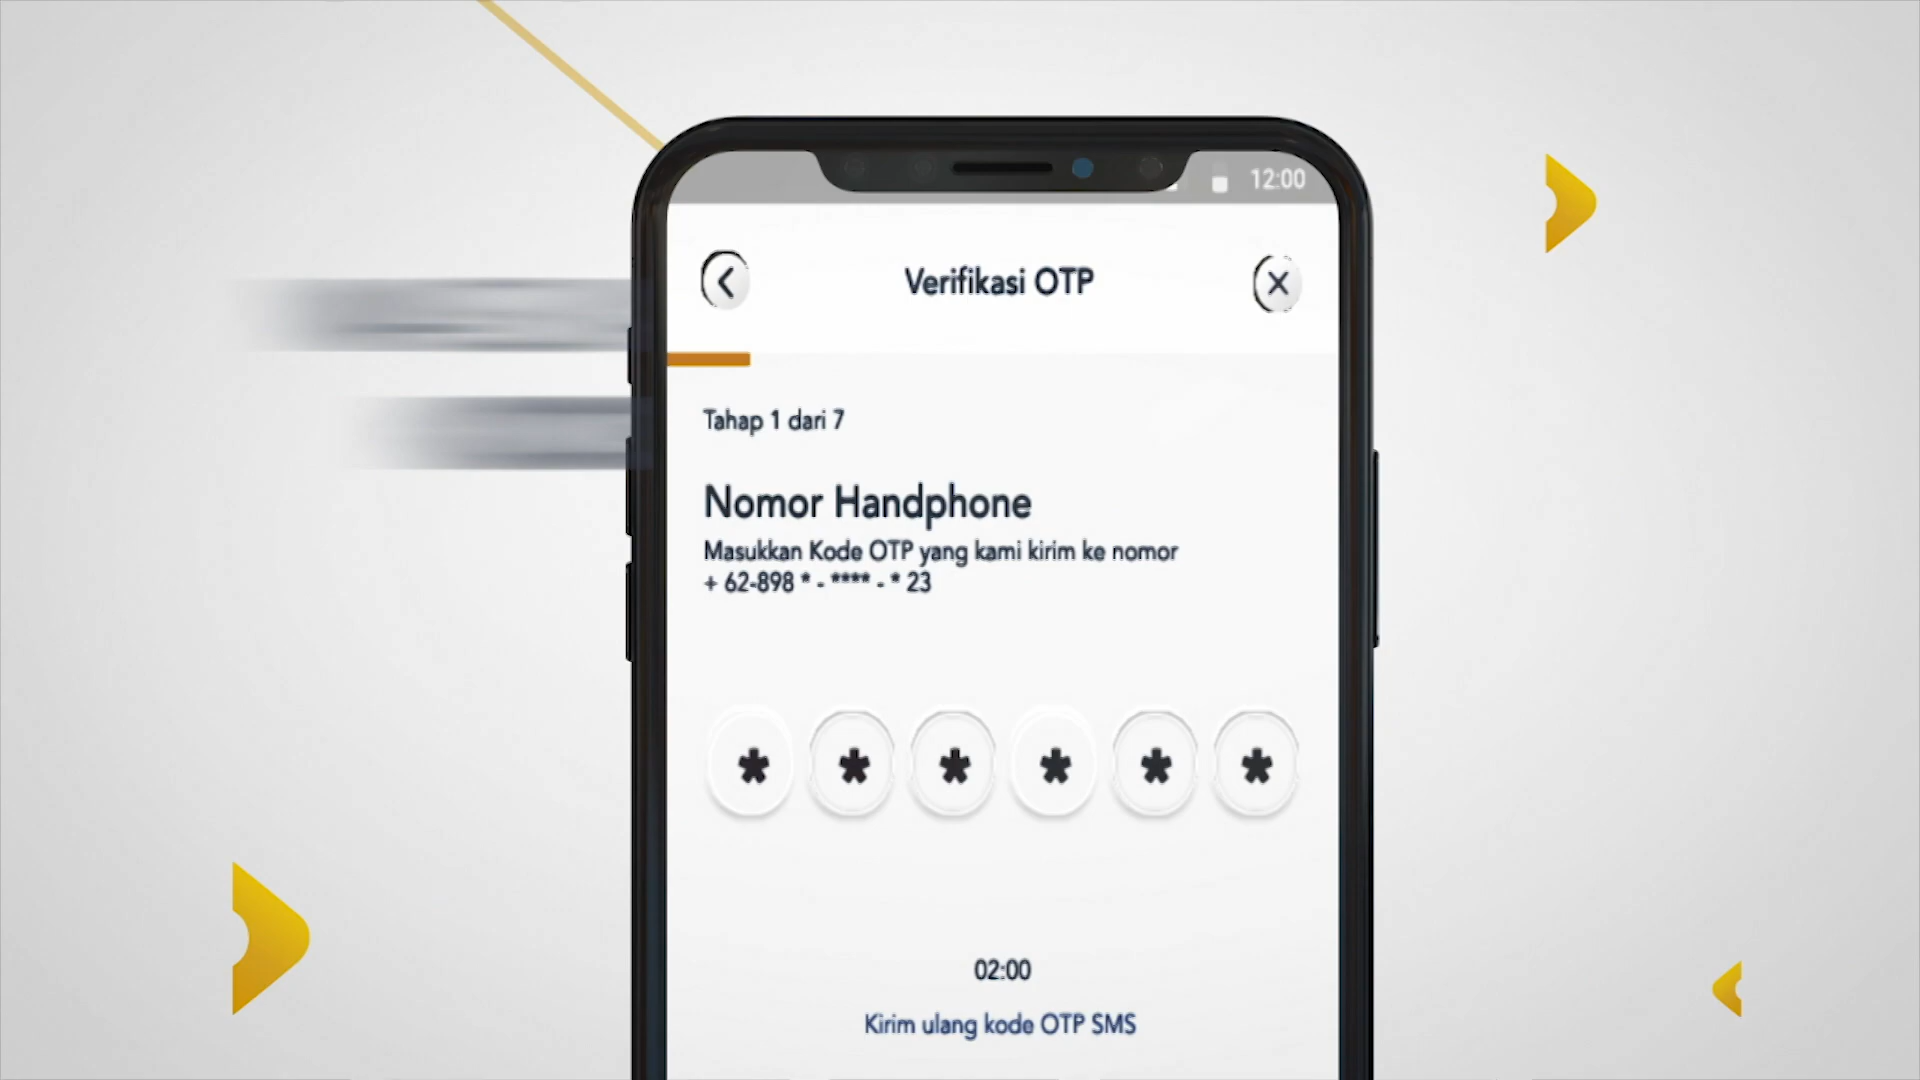 12:00
Verifikasi OTP
Tahap 1 dari 7
Nomor Handphone
Masukkan Kode OTP yang kami kirim ke nomor
+ 62-898 * - **** - * 23
* * * * * *
02:00
Kirim ulang kode OTP SMS